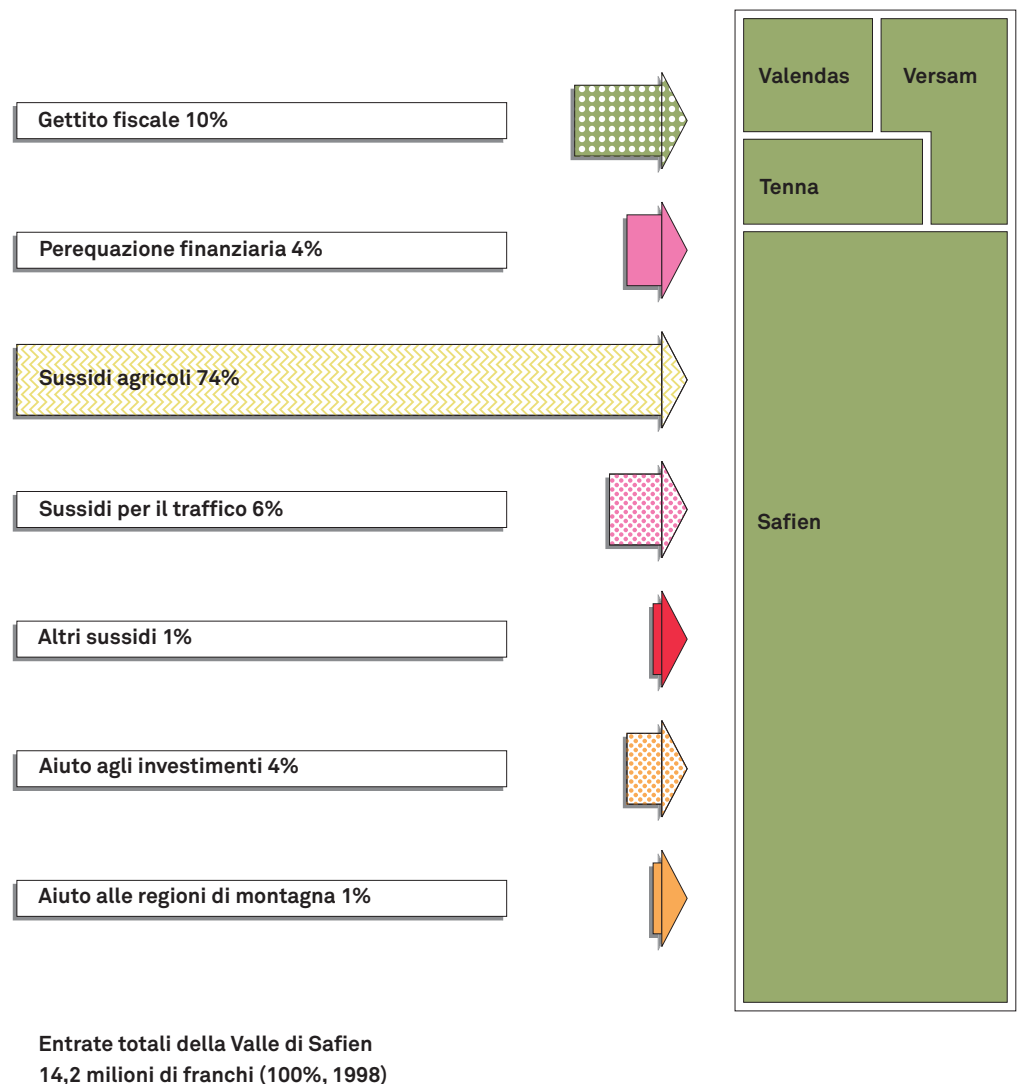 Valendas
Versam
Gettito fiscale 10%
Tenna
Perequazione finanziaria 4%
Sussidi agricoli 74%
Sussidi per il traffico 6%
Safien
Altri sussidi 1%
Aiuto agli investimenti 4%
Aiuto alle regioni di montagna 1%
Entrate totali della Valle di Safien
14,2 milioni di franchi (100%, 1998)